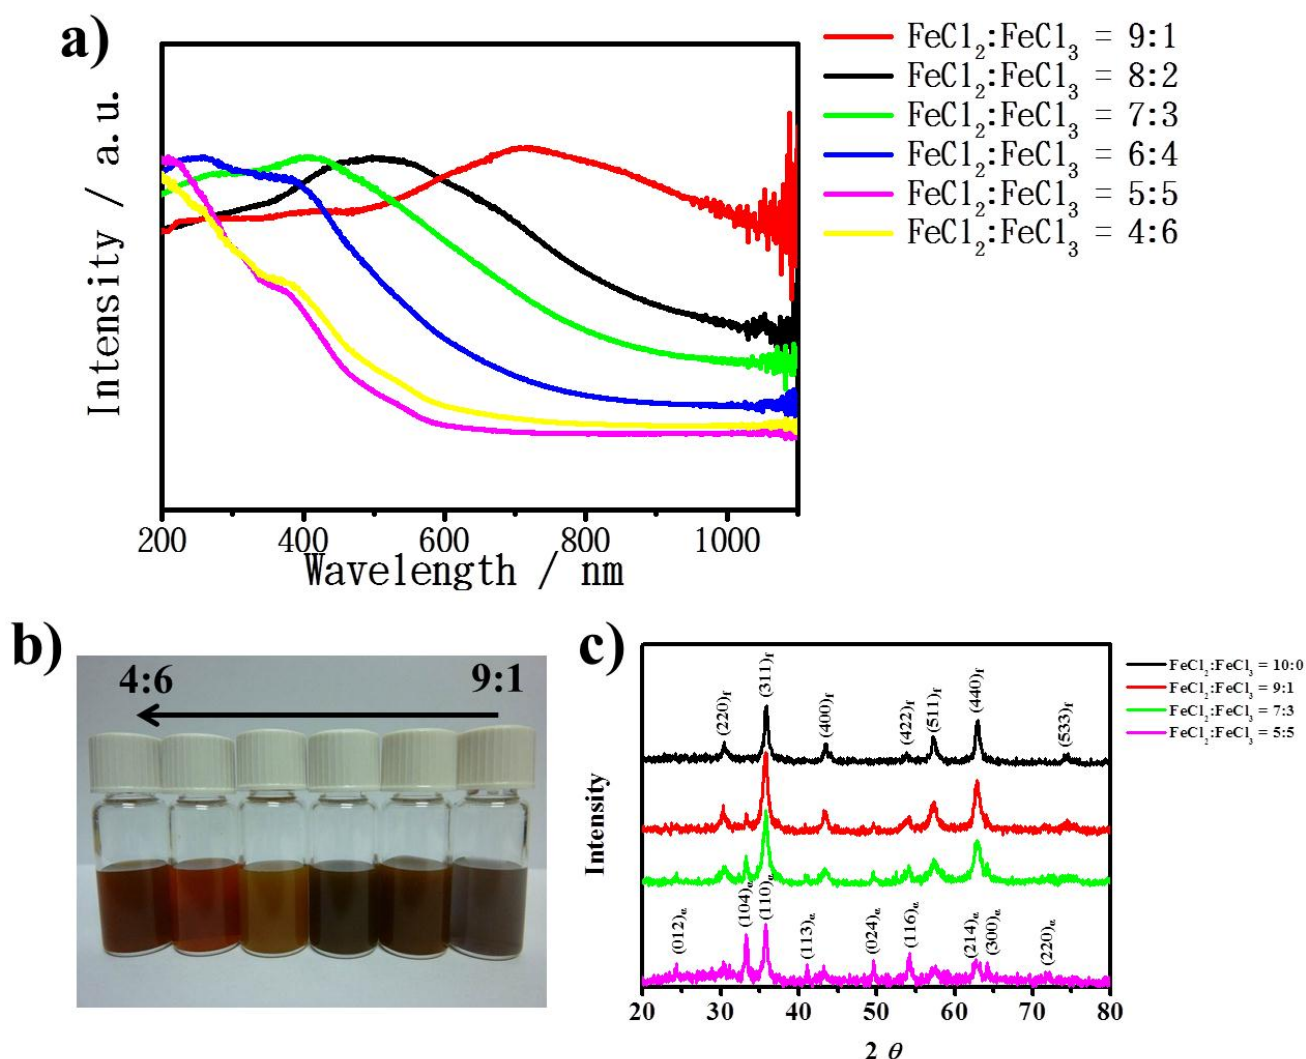 a)
Intensity / a.u.
200 400 600 800 1000
Wavelength / nm
FeCl₂:FeCl₃ = 9:1
FeCl₂:FeCl₃ = 8:2
FeCl₂:FeCl₃ = 7:3
FeCl₂:FeCl₃ = 6:4
FeCl₂:FeCl₃ = 5:5
FeCl₂:FeCl₃ = 4:6
b)
4:6 9:1
c)
Intensity
(220)f (311)f (400)f (422)f (511)f (440)f (533)f
(012)α (104)α (110)α (113)α (024)α (116)α (214)α (300)α (220)α
20 30 40 50 60 70 80
2 θ
FeCl₂:FeCl₃ = 10:0
FeCl₂:FeCl₃ = 9:1
FeCl₂:FeCl₃ = 7:3
FeCl₂:FeCl₃ = 5:5